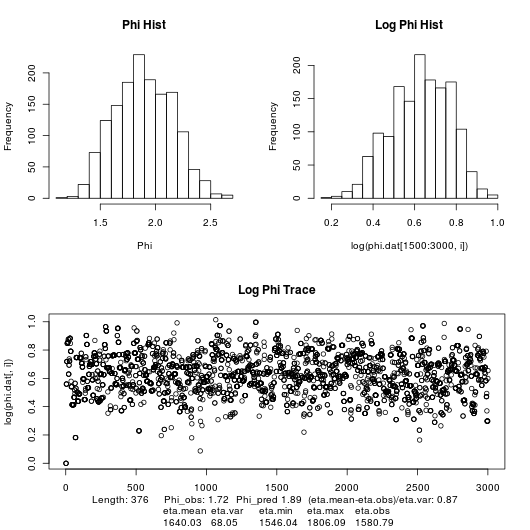 Phi Hist
Log Phi Hist
Frequency
0 50 100 150 200
1.5 2.0 2.5
Phi
Frequency
0 50 100 150 200
0.2 0.4 0.6 0.8 1.0
log(phi.dat[1500:3000, i])
Log Phi Trace
log(phi.dat[, i])
0.0 0.2 0.4 0.6 0.8 1.0
0 500 1000 1500 2000 2500 3000
Length: 376 Phi_obs: 1.72 Phi_pred 1.89 (eta.mean-eta.obs)/eta.var: 0.87
eta.mean eta.var eta.min eta.max eta.obs
1640.03 68.05 1546.04 1806.09 1580.79